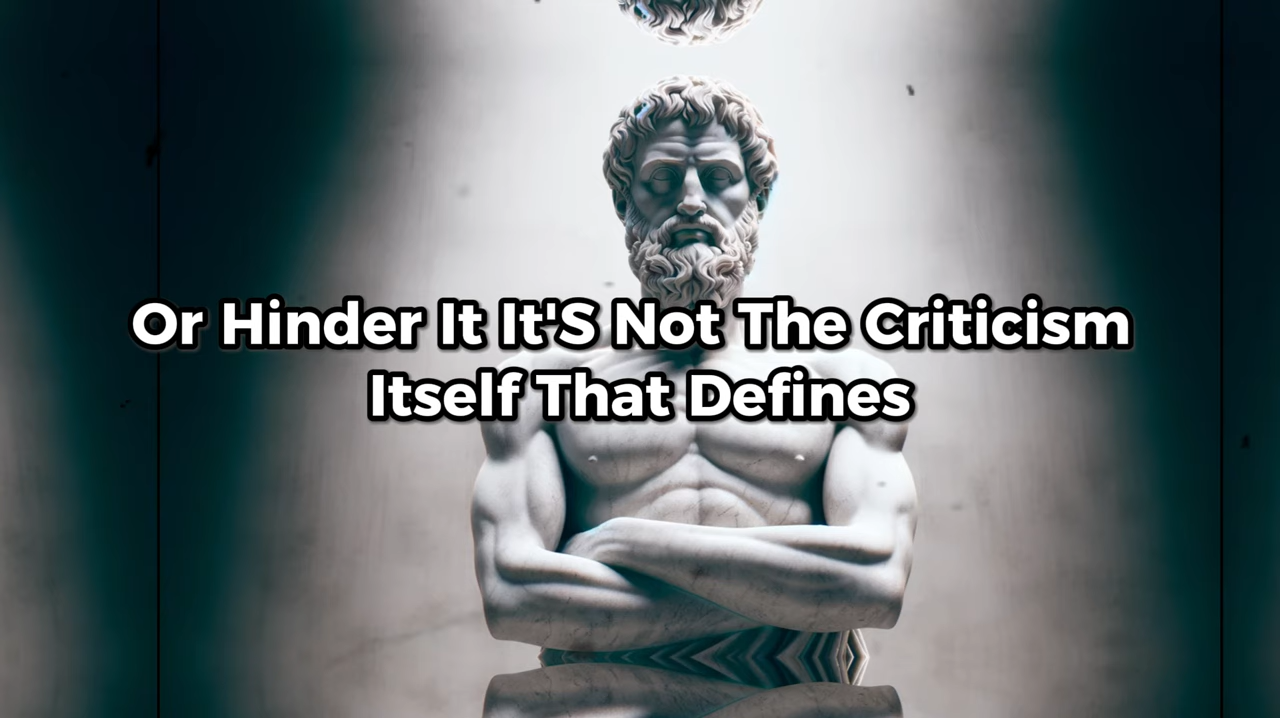 Or Hinder It It'S Not The Criticism
Itself That Defines